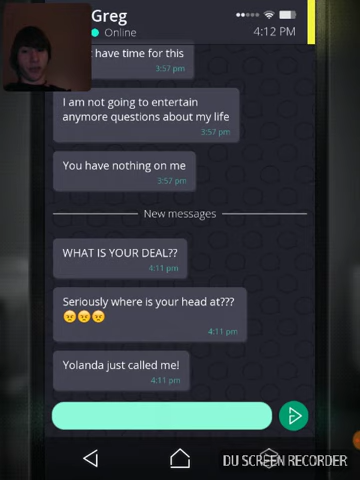 Greg
Online
4:12 PM
have time for this
3:57 pm
I am not going to entertain
anymore questions about my life
3:57 pm
You have nothing on me
3:57 pm
New messages
WHAT IS YOUR DEAL??
4:11 pm
Seriously where is your head at???
😡😡😡
4:11 pm
Yolanda just called me!
4:11 pm
DU SCREEN RECORDER